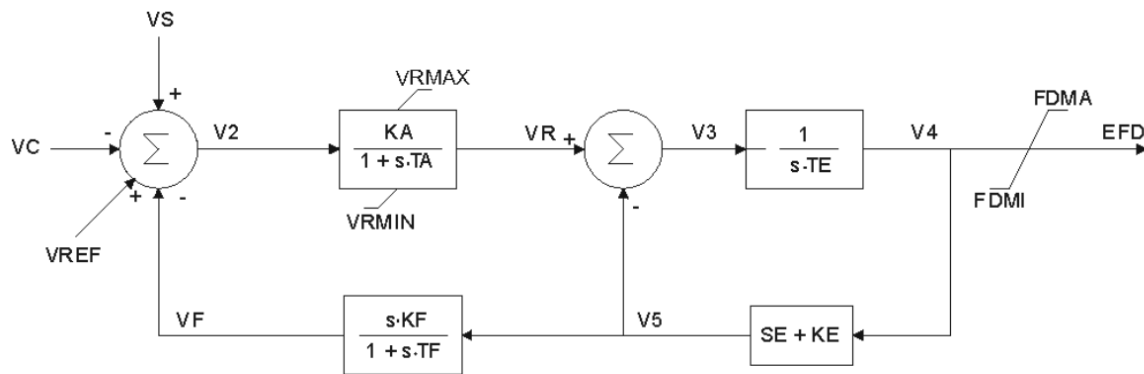 VS
VRMAX
FDMA
+
-
VC
Σ
V2
KA
1 + s·TA
VR
+
Σ
V3
1
s·TE
V4
EFD
+
-
VREF
VRMIN
-
FDMI
VF
s·KF
1 + s·TF
V5
SE + KE